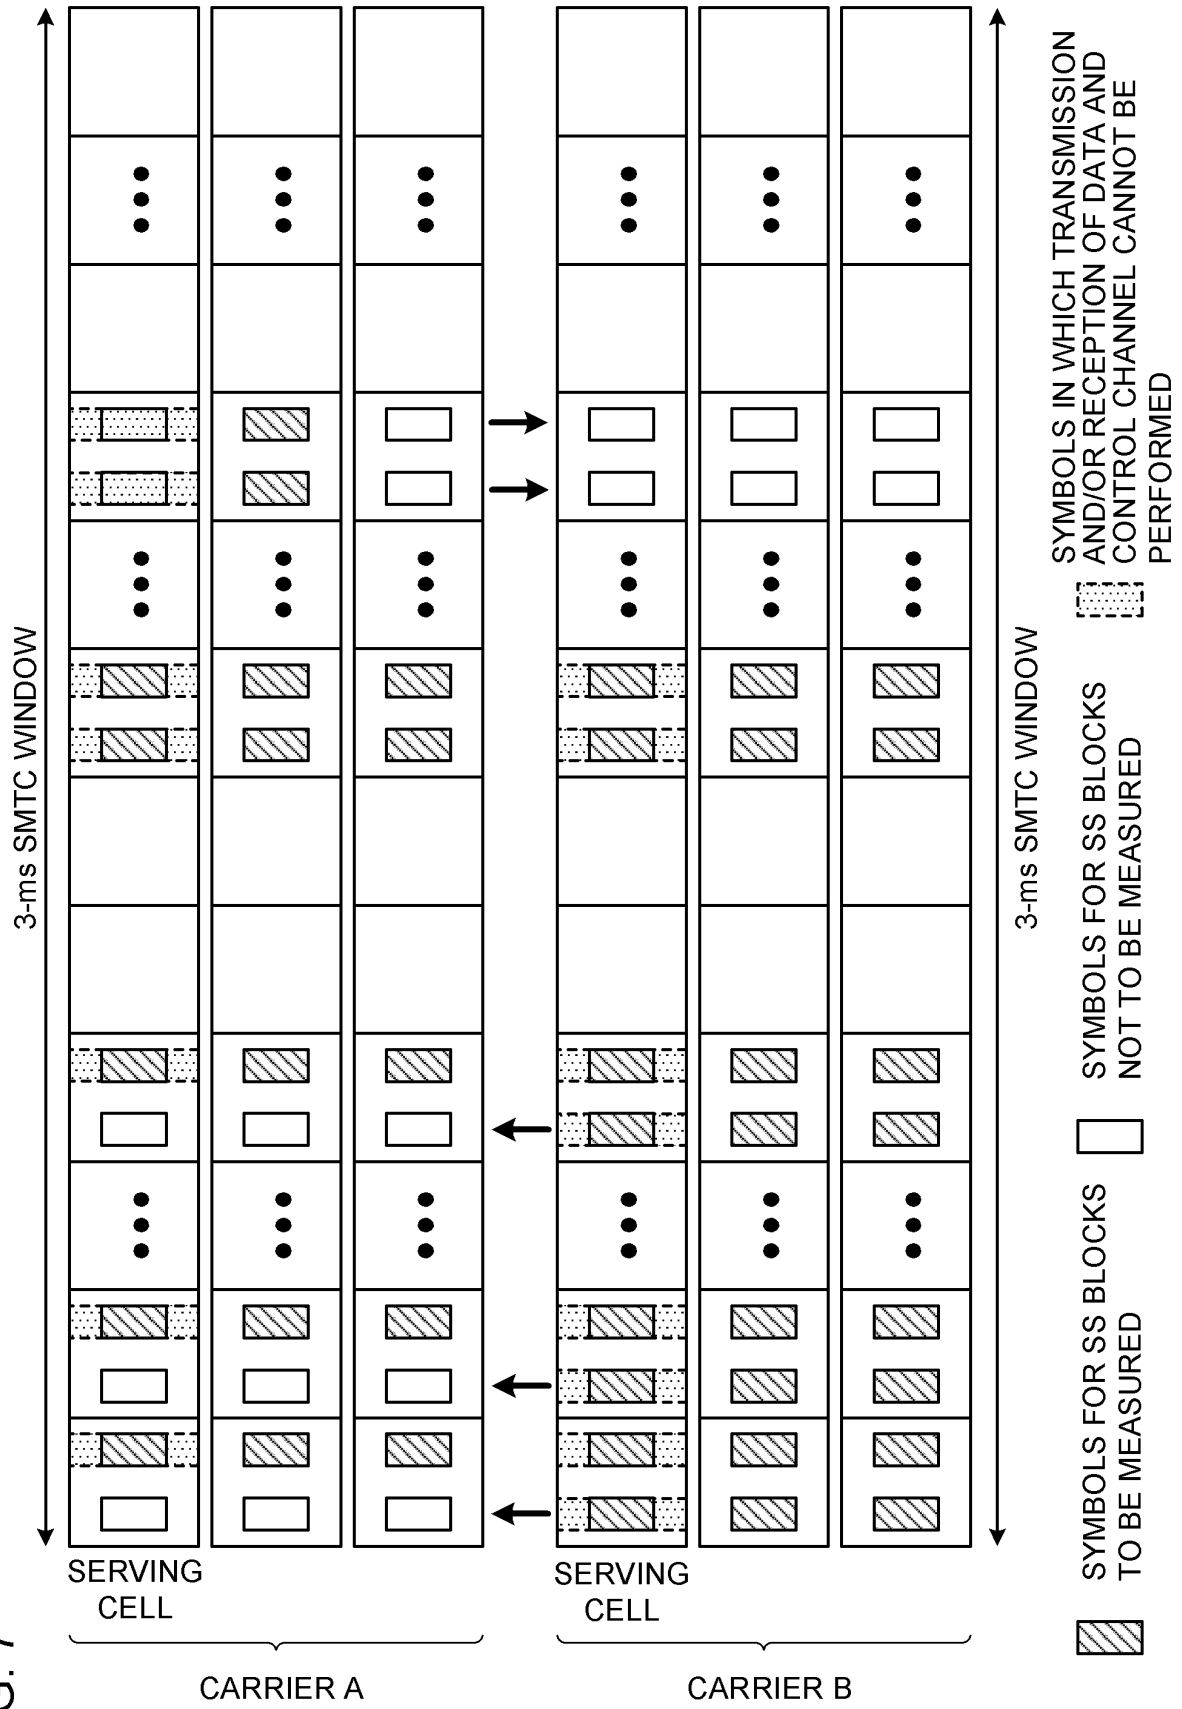 3-ms SMTC WINDOW
SERVING
CELL
CARRIER A
SERVING
CELL
CARRIER B
3-ms SMTC WINDOW
SYMBOLS FOR SS BLOCKS
TO BE MEASURED
SYMBOLS FOR SS BLOCKS
NOT TO BE MEASURED
SYMBOLS IN WHICH TRANSMISSION
AND/OR RECEPTION OF DATA AND
CONTROL CHANNEL CANNOT BE
PERFORMED